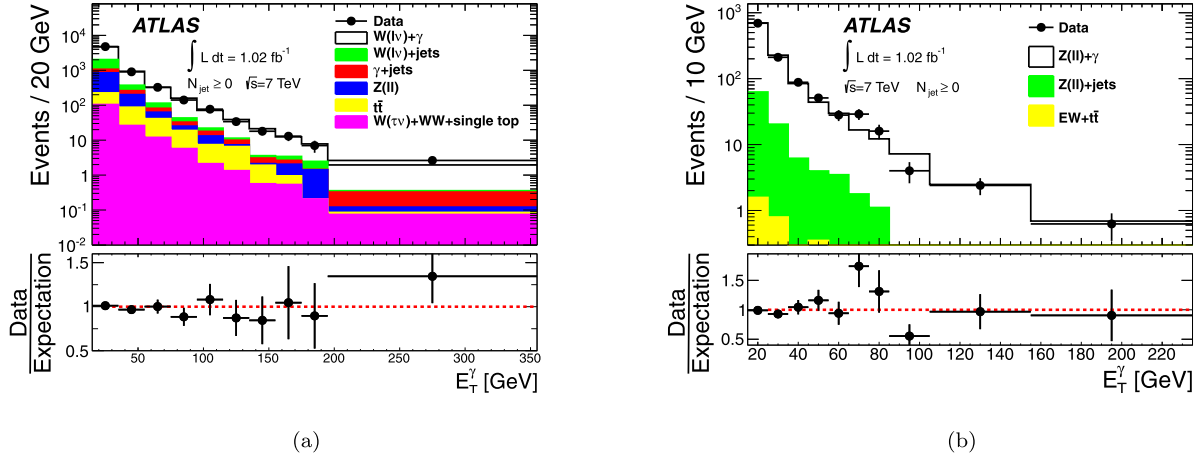 ATLAS
∫ L dt = 1.02 fb⁻¹
N_jet ≥ 0 √s=7 TeV
Data
W(lν)+γ
W(lν)+jets
γ+jets
Z(ll)
tt̄
W(τν)+WW+single top
Events / 20 GeV
10⁴
10³
10²
10
1
10⁻¹
10⁻²
Data
Expectation
1.5
1
0.5
50 100 150 200 250 300 350
E_T^γ [GeV]
(a)
ATLAS
∫ L dt = 1.02 fb⁻¹
√s=7 TeV N_jet ≥ 0
Data
Z(ll)+γ
Z(ll)+jets
EW+tt̄
Events / 10 GeV
10³
10²
10
1
Data
Expectation
1.5
1
0.5
20 40 60 80 100 120 140 160 180 200 220
E_T^γ [GeV]
(b)